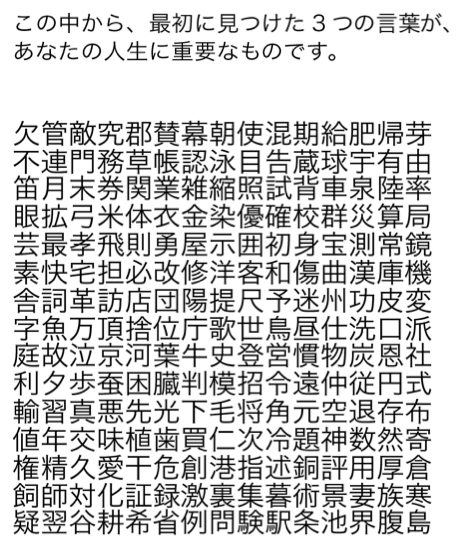 この中から、最初に見つけた3つの言葉が、
あなたの人生に重要なものです。
欠管敵究郡賛幕朝使混期給肥帰芽
不連門務草帳認泳目告蔵球宇有由
笛月末券関業雑縮照試背車泉陸率
眼拡弓米体衣金染優確校群災算局
芸最孝飛則勇屋示囲初身宝測常鏡
素快宅担必改修洋客和傷曲漢庫機
舎詞革訪店団陽提尺予迷州功皮変
字魚万頂捨位庁歌世鳥昼仕洗口派
庭故泣京河葉牛史登営慣物炭恩社
利夕歩蚕困臓判模招令遠仲従円式
輸習真悪先光下毛将角元空退存布
値年交味植歯買仁次冷題神数然寄
権精久愛干危創港指述銅評用厚倉
飼師対化証録激裏集暮術景妻族寒
疑翌谷耕希省例問験駅条池界腹島